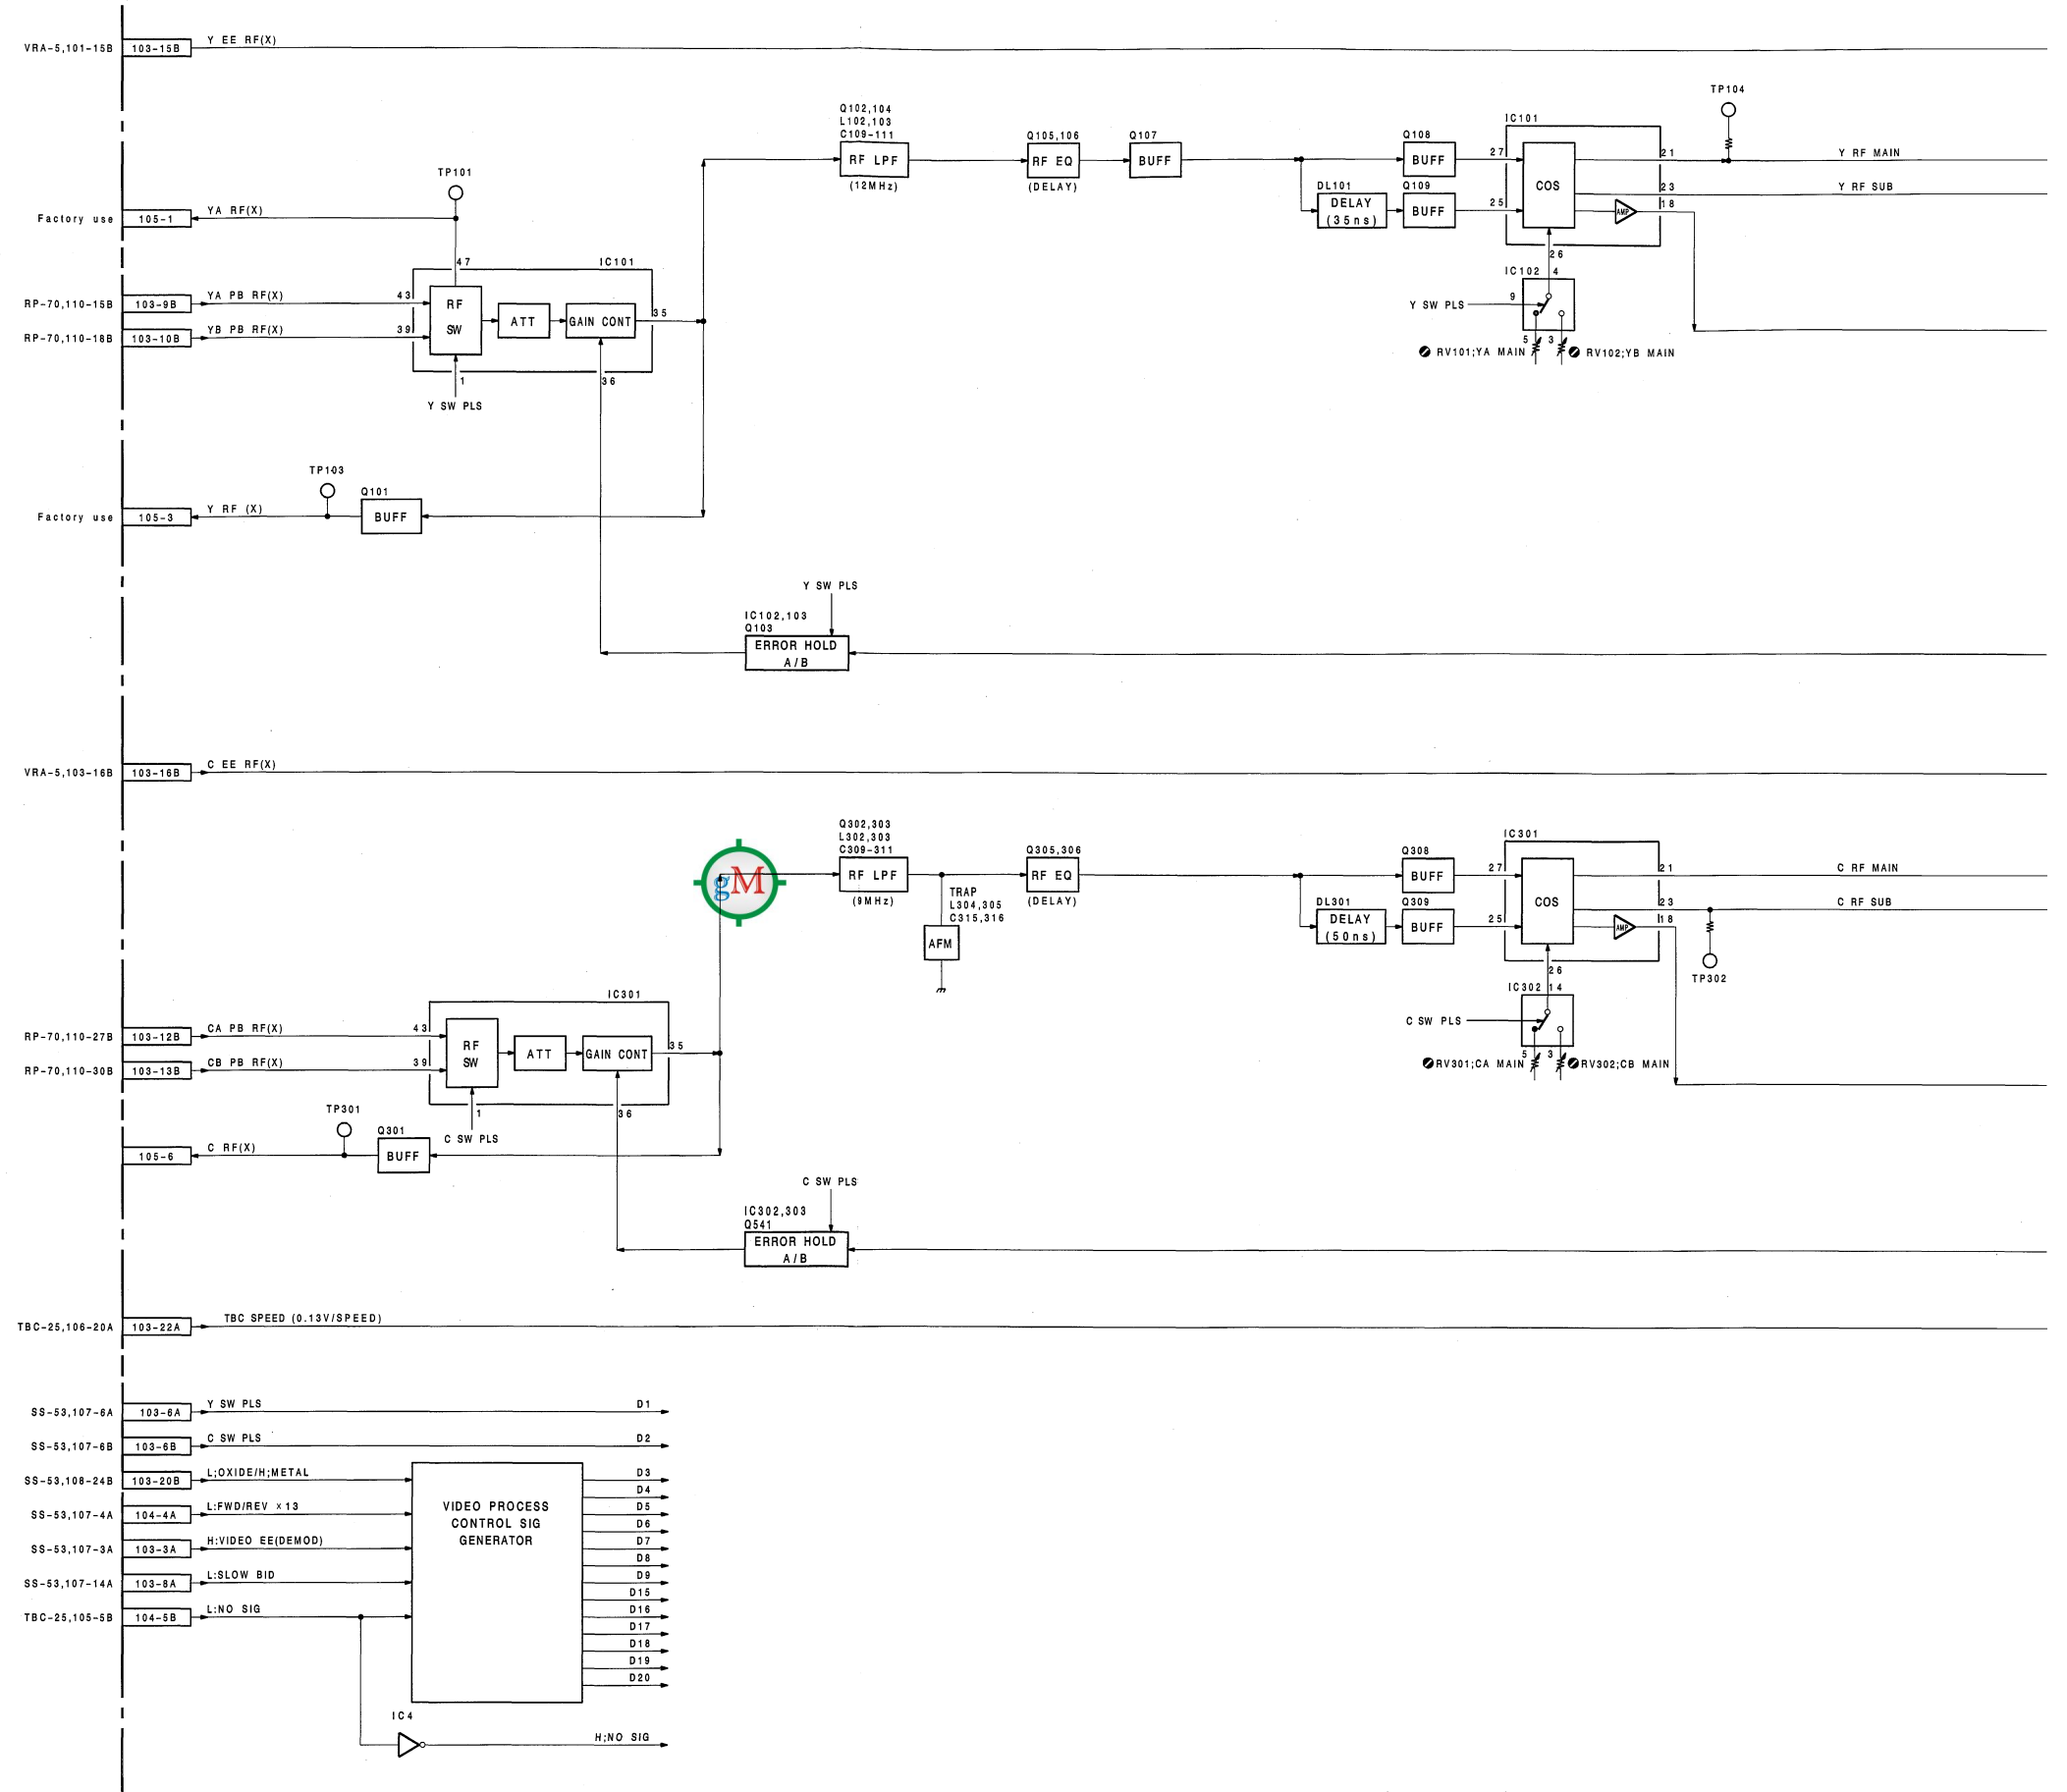 VRA-5,101-15B 103-15B Y EE RF(X)
TP104
Q102,104
L102,103
C109-111
RF LPF
(12MHz)
Q105,106
RF EQ
(DELAY)
Q107
BUFF
Q108
BUFF
DL101
DELAY
(35ns)
Q109
BUFF
IC101
27
25
COS
AMP
21
23
18
26
Y RF MAIN
Y RF SUB
IC102 4
9
Y SW PLS
5 3
RV101;YA MAIN
RV102;YB MAIN
TP101
Factory use 105-1 YA RF(X)
47
IC101
RP-70,110-15B 103-9B YA PB RF(X) 43
RP-70,110-18B 103-10B YB PB RF(X) 39
RF
SW
ATT
GAIN CONT
35
1
36
Y SW PLS
TP103
Q101
Factory use 105-3 Y RF (X)
BUFF
Y SW PLS
IC102,103
Q103
ERROR HOLD
A/B
VRA-5,103-16B 103-16B C EE RF(X)
gM
Q302,303
L302,303
C309-311
RF LPF
(9MHz)
TRAP
L304,305
C315,316
AFM
Q305,306
RF EQ
(DELAY)
Q308
BUFF
DL301
DELAY
(50ns)
Q309
BUFF
IC301
27
25
COS
AMP
21
23
18
26
C RF MAIN
C RF SUB
TP302
IC302 14
C SW PLS
5 3
RV301;CA MAIN
RV302;CB MAIN
IC301
RP-70,110-27B 103-12B CA PB RF(X) 43
RP-70,110-30B 103-13B CB PB RF(X) 39
RF
SW
ATT
GAIN CONT
35
1
36
C SW PLS
TP301
Q301
105-6 C RF(X)
BUFF
C SW PLS
IC302,303
Q541
ERROR HOLD
A/B
TBC-25,106-20A 103-22A TBC SPEED (0.13V/SPEED)
SS-53,107-6A 103-6A Y SW PLS D1
SS-53,107-6B 103-6B C SW PLS D2
SS-53,108-24B 103-20B L;OXIDE/H;METAL
SS-53,107-4A 104-4A L:FWD/REV ×13
SS-53,107-3A 103-3A H:VIDEO EE(DEMOD)
SS-53,107-14A 103-8A L:SLOW BID
TBC-25,105-5B 104-5B L:NO SIG
VIDEO PROCESS
CONTROL SIG
GENERATOR
D3
D4
D5
D6
D7
D8
D9
D15
D16
D17
D18
D19
D20
IC4
H;NO SIG